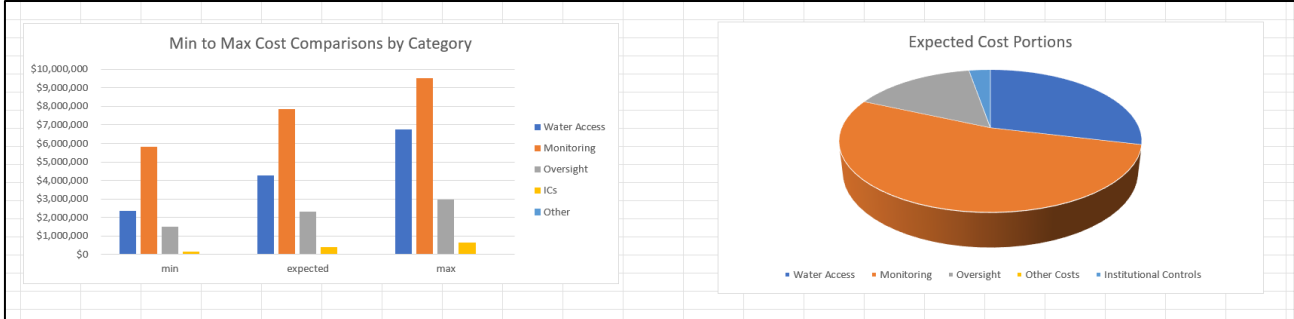 Min to Max Cost Comparisons by Category
$10,000,000
$9,000,000
$8,000,000
$7,000,000
$6,000,000
$5,000,000
$4,000,000
$3,000,000
$2,000,000
$1,000,000
$0
min expected max
Water Access
Monitoring
Oversight
ICs
Other
Expected Cost Portions
Water Access Monitoring Oversight Other Costs Institutional Controls